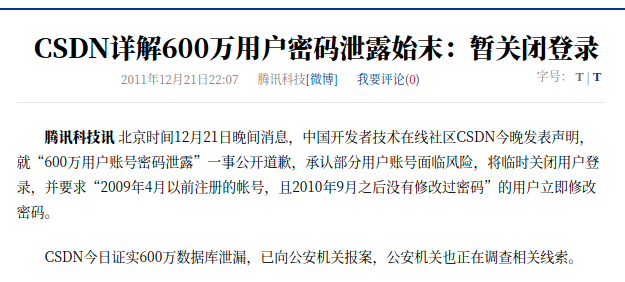 CSDN详解600万用户密码泄露始末：暂关闭登录
2011年12月21日22:07 腾讯科技[微博] 我要评论(0) 字号： T | T
腾讯科技讯 北京时间12月21日晚间消息，中国开发者技术在线社区CSDN今晚发表声明，
就“600万用户账号密码泄露”一事公开道歉，承认部分用户账号面临风险，将临时关闭用户登
录，并要求“2009年4月以前注册的帐号，且2010年9月之后没有修改过密码”的用户立即修改
密码。
CSDN今日证实600万数据库泄漏，已向公安机关报案，公安机关也正在调查相关线索。